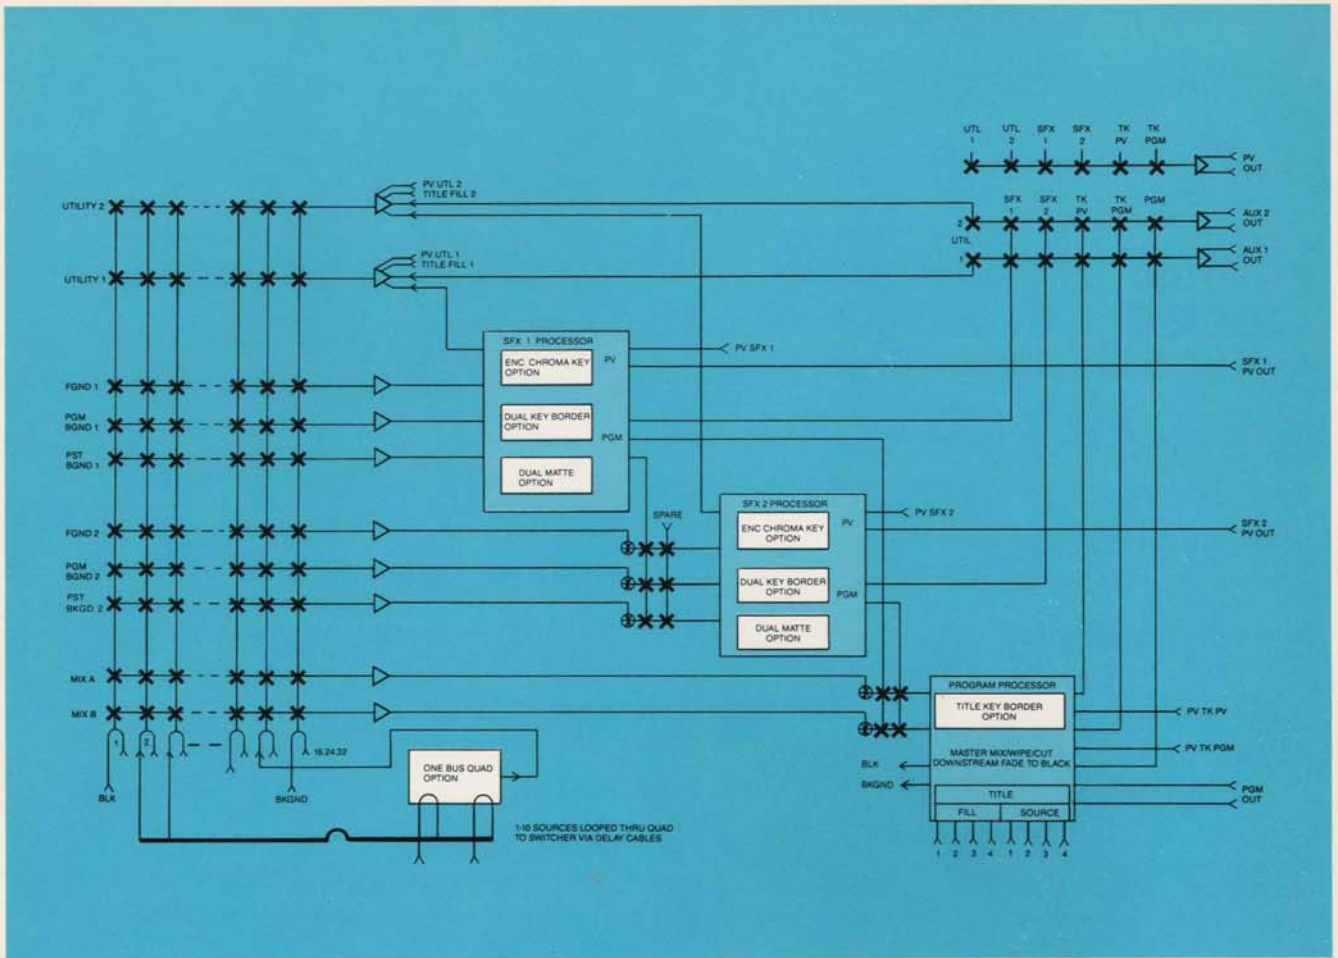 UTL 1
UTL 2
SFX 1
SFX 2
TK PV
TK PGM
PV OUT
UTILITY 2
PV UTL 2
TITLE FILL 2
SFX 1
SFX 2
TK PV
TK PGM
PGM
2
AUX 2 OUT
UTIL
1
AUX 1 OUT
UTILITY 1
PV UTL 1
TITLE FILL 1
SFX 1 PROCESSOR
ENC CHROMA KEY
OPTION
PV
PV SFX 1
SFX 1
PV OUT
FGND 1
PGM
BGND 1
DUAL KEY BORDER
OPTION
PGM
PST
BGND 1
DUAL MATTE
OPTION
SFX 2 PROCESSOR
SPARE
PV SFX 2
FGND 2
ENC CHROMA KEY
OPTION
PV
SFX 2
PV OUT
PGM
BGND 2
DUAL KEY BORDER
OPTION
PGM
PST
BKGD 2
DUAL MATTE
OPTION
MIX A
PROGRAM PROCESSOR
TITLE KEY BORDER
OPTION
PV TK PV
MIX B
1
2
16.24.32
PV TK PGM
MASTER MIX/WIPE/CUT
DOWNSTREAM FADE TO BLACK
BLK
BKGND
ONE BUS QUAD
OPTION
BLK
BKGND
TITLE
FILL
SOURCE
PGM
OUT
1-10 SOURCES LOOPED THRU QUAD
TO SWITCHER VIA DELAY CABLES
1 2 3 4 1 2 3 4